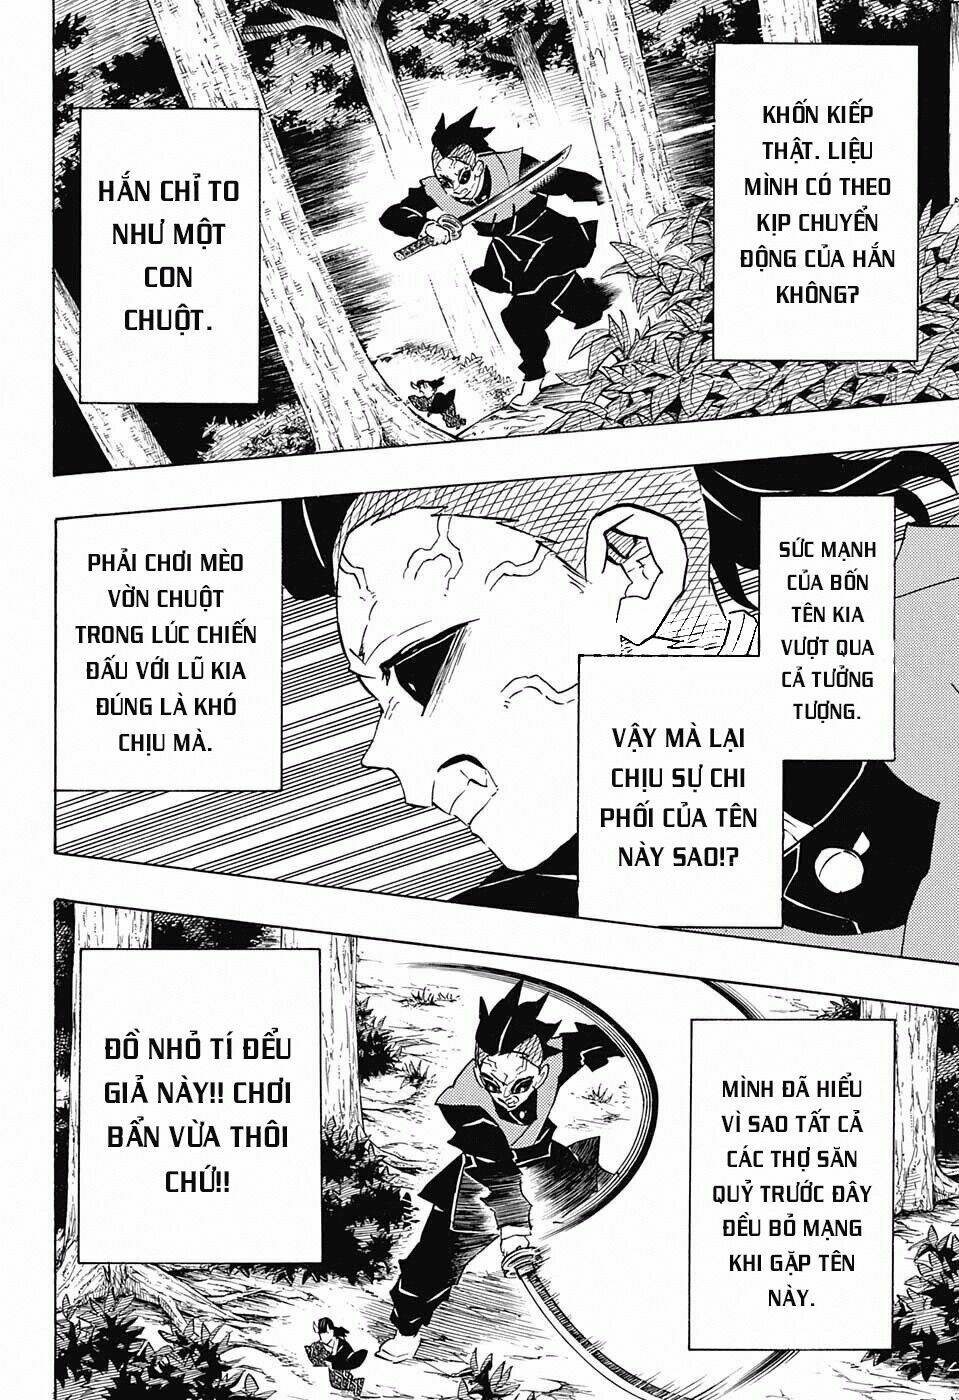 KHỐN KIẾP
THẬT. LIỆU
MÌNH CÓ THEO
KỊP CHUYỂN
ĐỘNG CỦA HẮN
KHÔNG?
HẮN CHỈ TO
NHƯ MỘT
CON
CHUỘT.
SỨC MẠNH
CỦA BỐN
TÊN KIA
VƯỢT QUA
CẢ TƯỞNG
TƯỢNG.
VẬY MÀ LẠI
CHỊU SỰ CHI
PHỐI CỦA TÊN
NÀY SAO!?
PHẢI CHƠI MÈO
VỜN CHUỘT
TRONG LÚC CHIẾN
ĐẤU VỚI LŨ KIA
ĐÚNG LÀ KHÓ
CHỊU MÀ.
MÌNH ĐÃ HIỂU
VÌ SAO TẤT CẢ
CÁC THỢ SĂN
QUỶ TRƯỚC ĐÂY
ĐỀU BỎ MẠNG
KHI GẶP TÊN
NÀY.
ĐỒ NHỎ TÍ ĐỂU
GIẢ NÀY!! CHƠI
BẨN VỪA THÔI
CHỨ!!